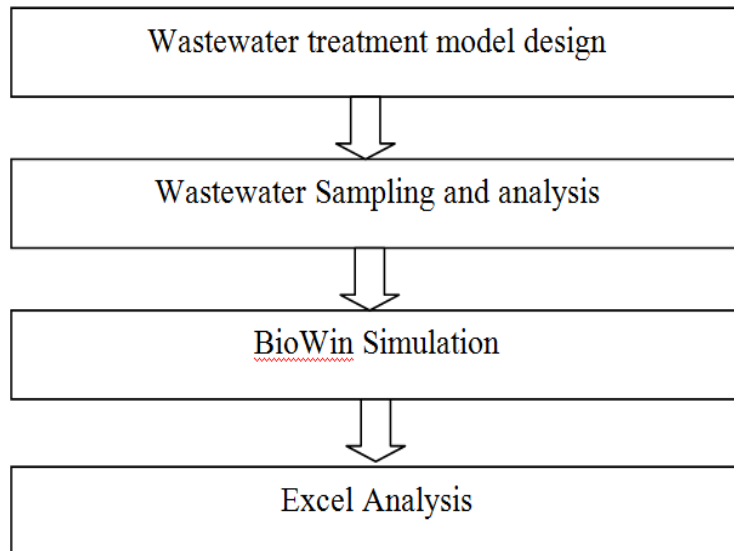 Wastewater treatment model design
Wastewater Sampling and analysis
BioWin Simulation
Excel Analysis